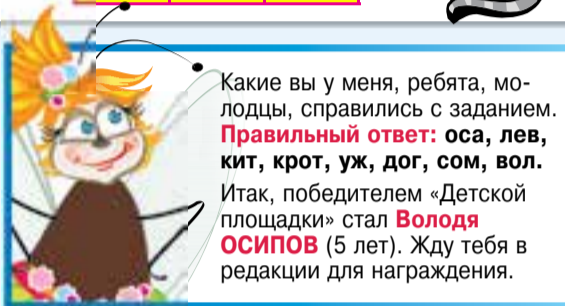 Какие вы у меня, ребята, мо-
лодцы, справились с заданием.
Правильный ответ: оса, лев,
кит, крот, уж, дог, сом, вол.
Итак, победителем «Детской
площадки» стал Володя
ОСИПОВ (5 лет). Жду тебя в
редакции для награждения.